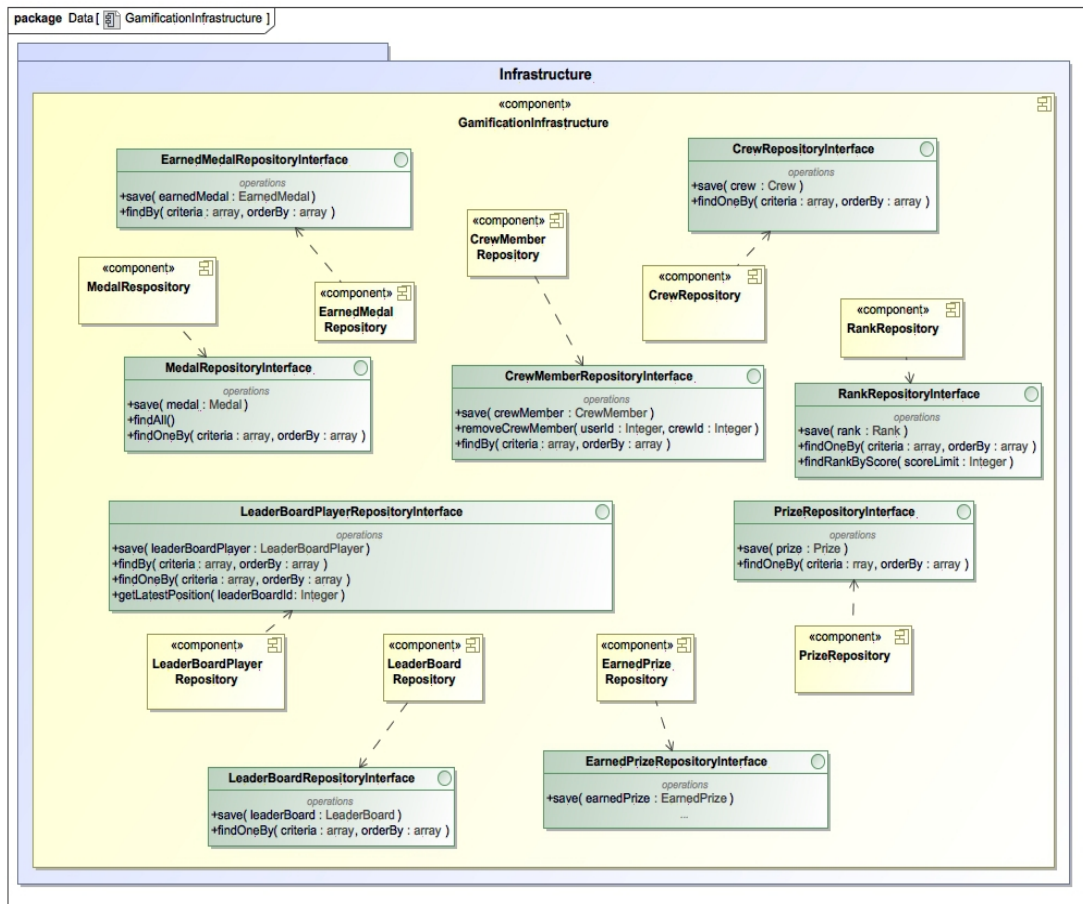 package Data [ GamificationInfrastructure ]
Infrastructure
«component»
GamificationInfrastructure
EarnedMedalRepositoryInterface
operations
+save( earnedMedal : EarnedMedal)
+findBy( criteria : array, orderBy : array )
CrewRepositoryInterface
operations
+save( crew : Crew )
+findOneBy( criteria : array, orderBy : array )
«component»
CrewMember
Repository
«component»
MedalRespository
«component»
EarnedMedal
Repository
«component»
CrewRepository
«component»
RankRepository
MedalRepositoryInterface
operations
+save( medal : Medal )
+findAll()
+findOneBy( criteria : array, orderBy : array )
CrewMemberRepositoryInterface
operations
+save( crewMember : CrewMember )
+removeCrewMember( userId : Integer, crewId : Integer )
+findBy( criteria : array, orderBy : array )
RankRepositoryInterface
operations
+save( rank : Rank )
+findOneBy( criteria : array, orderBy : array )
+findRankByScore( scoreLimit : Integer )
LeaderBoardPlayerRepositoryInterface
operations
+save( leaderBoardPlayer : LeaderBoardPlayer )
+findBy( criteria : array, orderBy : array )
+findOneBy( criteria : array, orderBy : array )
+getLatestPosition( leaderBoardId: Integer )
PrizeRepositoryInterface
operations
+save( prize : Prize )
+findOneBy( criteria : rray, orderBy : array )
«component»
LeaderBoardPlayer
Repository
«component»
LeaderBoard
Repository
«component»
EarnedPrize
Repository
«component»
PrizeRepository
LeaderBoardRepositoryInterface
operations
+save( leaderBoard : LeaderBoard )
+findOneBy( criteria : array, orderBy : array )
EarnedPrizeRepositoryInterface
operations
+save( earnedPrize : EarnedPrize )
...